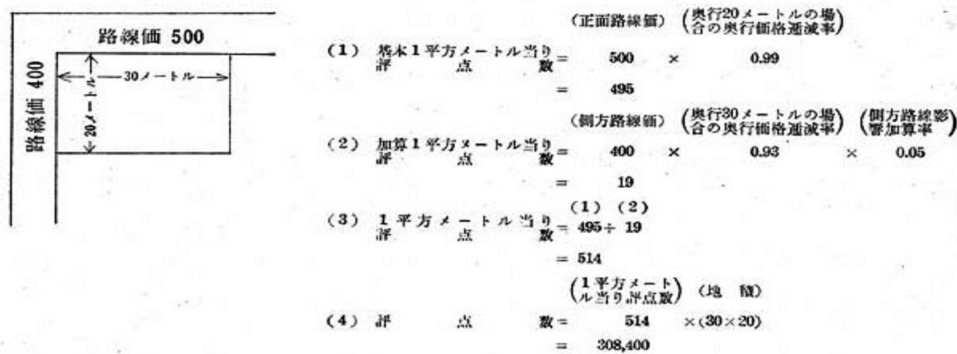 路線価 500
路線価 400
30メートル
20メートル
(正面路線価) (奥行20メートルの場合の奥行価格逓減率)
(1) 基本1平方メートル当り評点数 = 500 × 0.99
= 495
(側方路線価) (奥行30メートルの場合の奥行価格逓減率) (側方路線影響加算率)
(2) 加算1平方メートル当り評点数 = 400 × 0.93 × 0.05
= 19
(1) (2)
(3) 1平方メートル当り評点数 = 495÷ 19
= 514
(1平方メートル当り評点数) (地積)
(4) 評点数 = 514 ×(30×20)
= 308,400